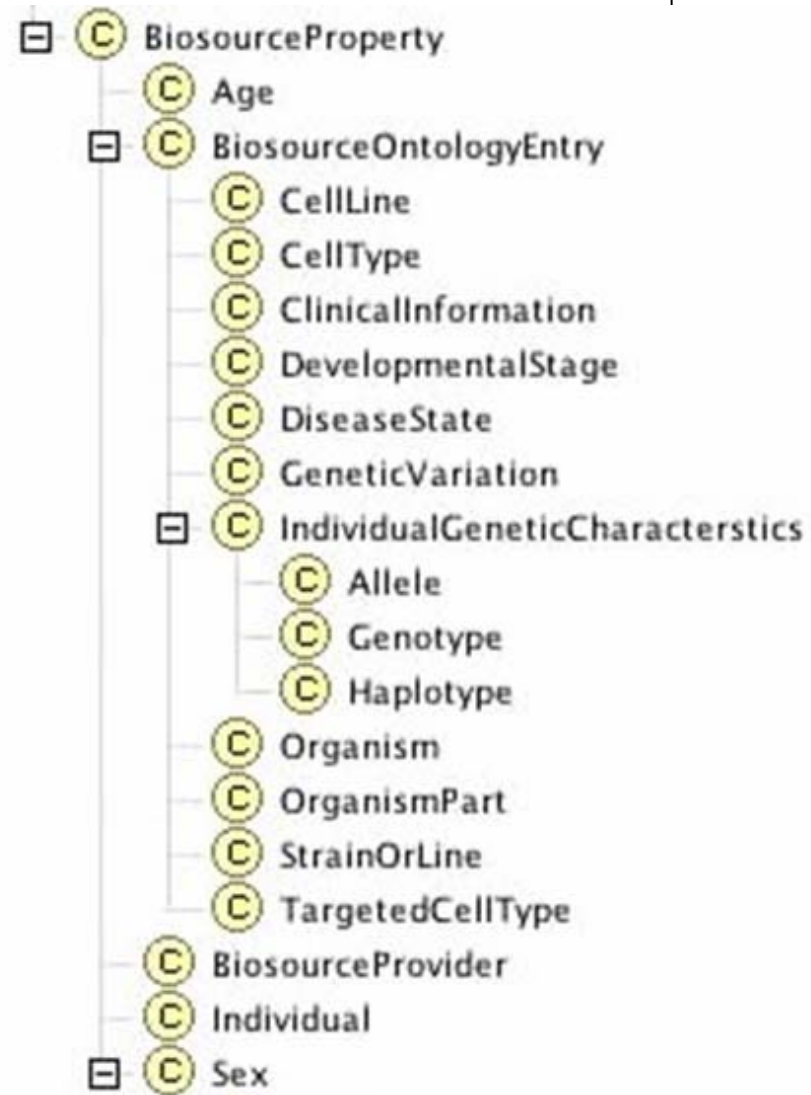 C BiosourceProperty
C Age
C BiosourceOntologyEntry
C CellLine
C CellType
C ClinicalInformation
C DevelopmentalStage
C DiseaseState
C GeneticVariation
C IndividualGeneticCharacterstics
C Allele
C Genotype
C Haplotype
C Organism
C OrganismPart
C StrainOrLine
C TargetedCellType
C BiosourceProvider
C Individual
C Sex